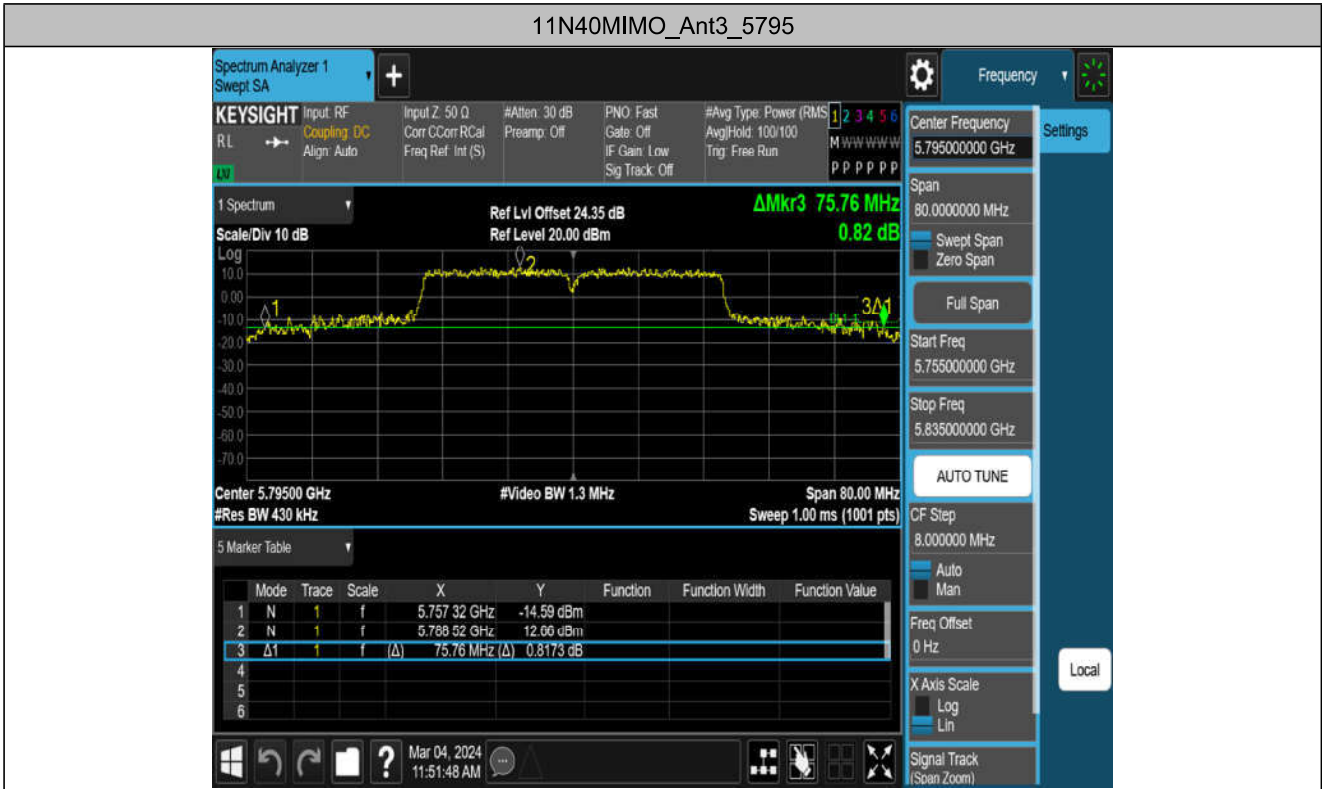 11N40MIMO_Ant3_5795
Spectrum Analyzer 1
Swept SA
+
Frequency
KEYSIGHT
RL
LXI
Input: RF
Coupling: DC
Align: Auto
Input Z: 50 Ω
Corr CCorr RCal
Freq Ref: Int (S)
#Atten: 30 dB
Preamp: Off
PNO: Fast
Gate: Off
IF Gain: Low
Sig Track: Off
#Avg Type: Power (RMS
Avg|Hold: 100/100
Trig: Free Run
1 2 3 4 5 6
M W W W W W
P P P P P P
Center Frequency
5.795000000 GHz
Settings
1 Spectrum
Scale/Div 10 dB
Ref Lvl Offset 24.35 dB
Ref Level 20.00 dBm
ΔMkr3 75.76 MHz
0.82 dB
Log
10.0
0.00
-10.0
-20.0
-30.0
-40.0
-50.0
-60.0
-70.0
1
2
3Δ1
Center 5.79500 GHz
#Res BW 430 kHz
#Video BW 1.3 MHz
Span 80.00 MHz
Sweep 1.00 ms (1001 pts)
Span
80.0000000 MHz
Swept Span
Zero Span
Full Span
Start Freq
5.755000000 GHz
Stop Freq
5.835000000 GHz
AUTO TUNE
CF Step
8.000000 MHz
Auto
Man
Freq Offset
0 Hz
X Axis Scale
Log
Lin
Signal Track
(Span Zoom)
Local
5 Marker Table
Mode Trace Scale X Y Function Function Width Function Value
1 N 1 f 5.757 32 GHz -14.59 dBm
2 N 1 f 5.788 52 GHz 12.66 dBm
3 Δ1 1 f (Δ) 75.76 MHz (Δ) 0.8173 dB
4
5
6
?
Mar 04, 2024
11:51:48 AM